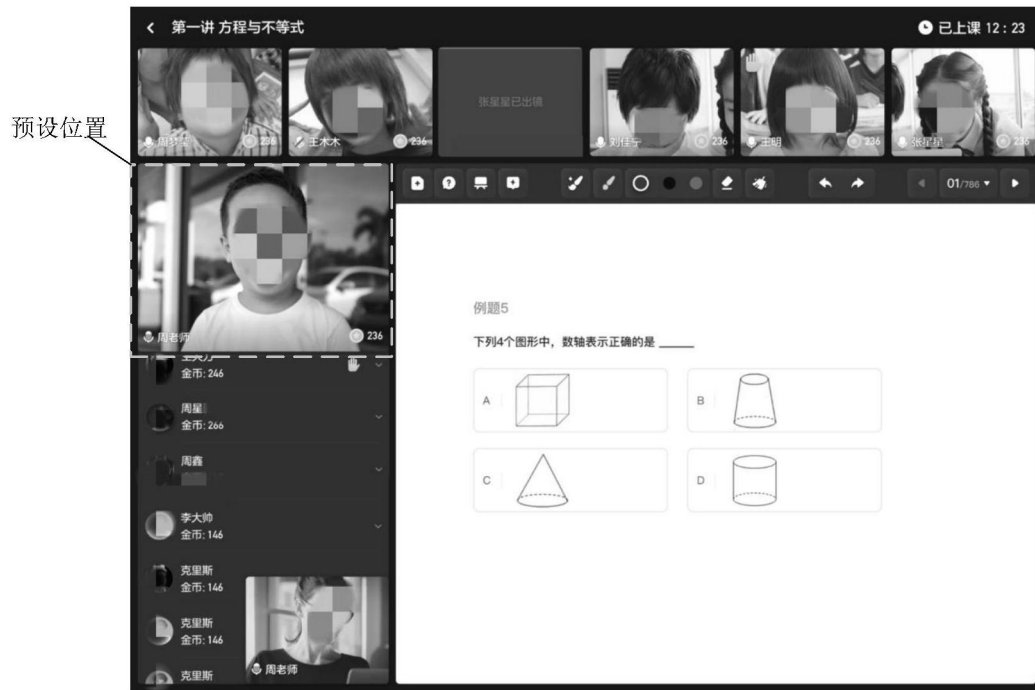 第一讲 方程与不等式
已上课 12 : 23
张星星已出镜
236
王木木 236
刘佳宁 236
王明 236
张星星 236
预设位置
01/786
周老师 236
金币: 246
周星
金币: 266
周鑫
李大帅
金币: 146
克里斯
金币: 146
克里斯
金币: 146
克里斯
周老师
例题5
下列4个图形中，数轴表示正确的是 _____
A
B
C
D